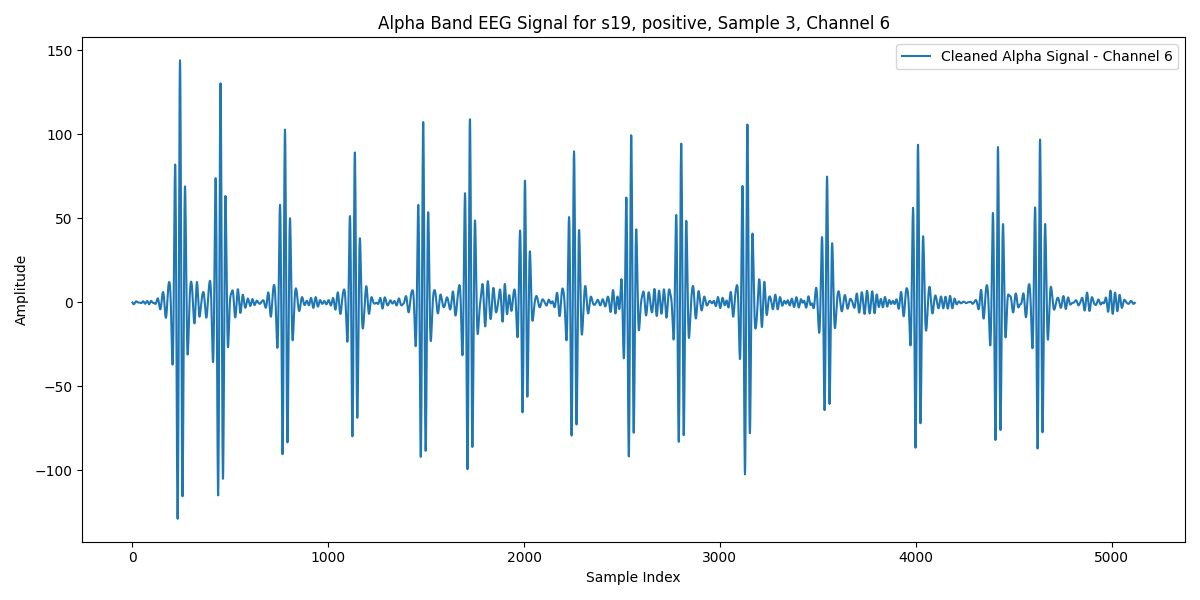 Alpha Band EEG Signal for s19, positive, Sample 3, Channel 6
Cleaned Alpha Signal - Channel 6
150
100
50
0
−50
−100
Amplitude
0 1000 2000 3000 4000 5000
Sample Index